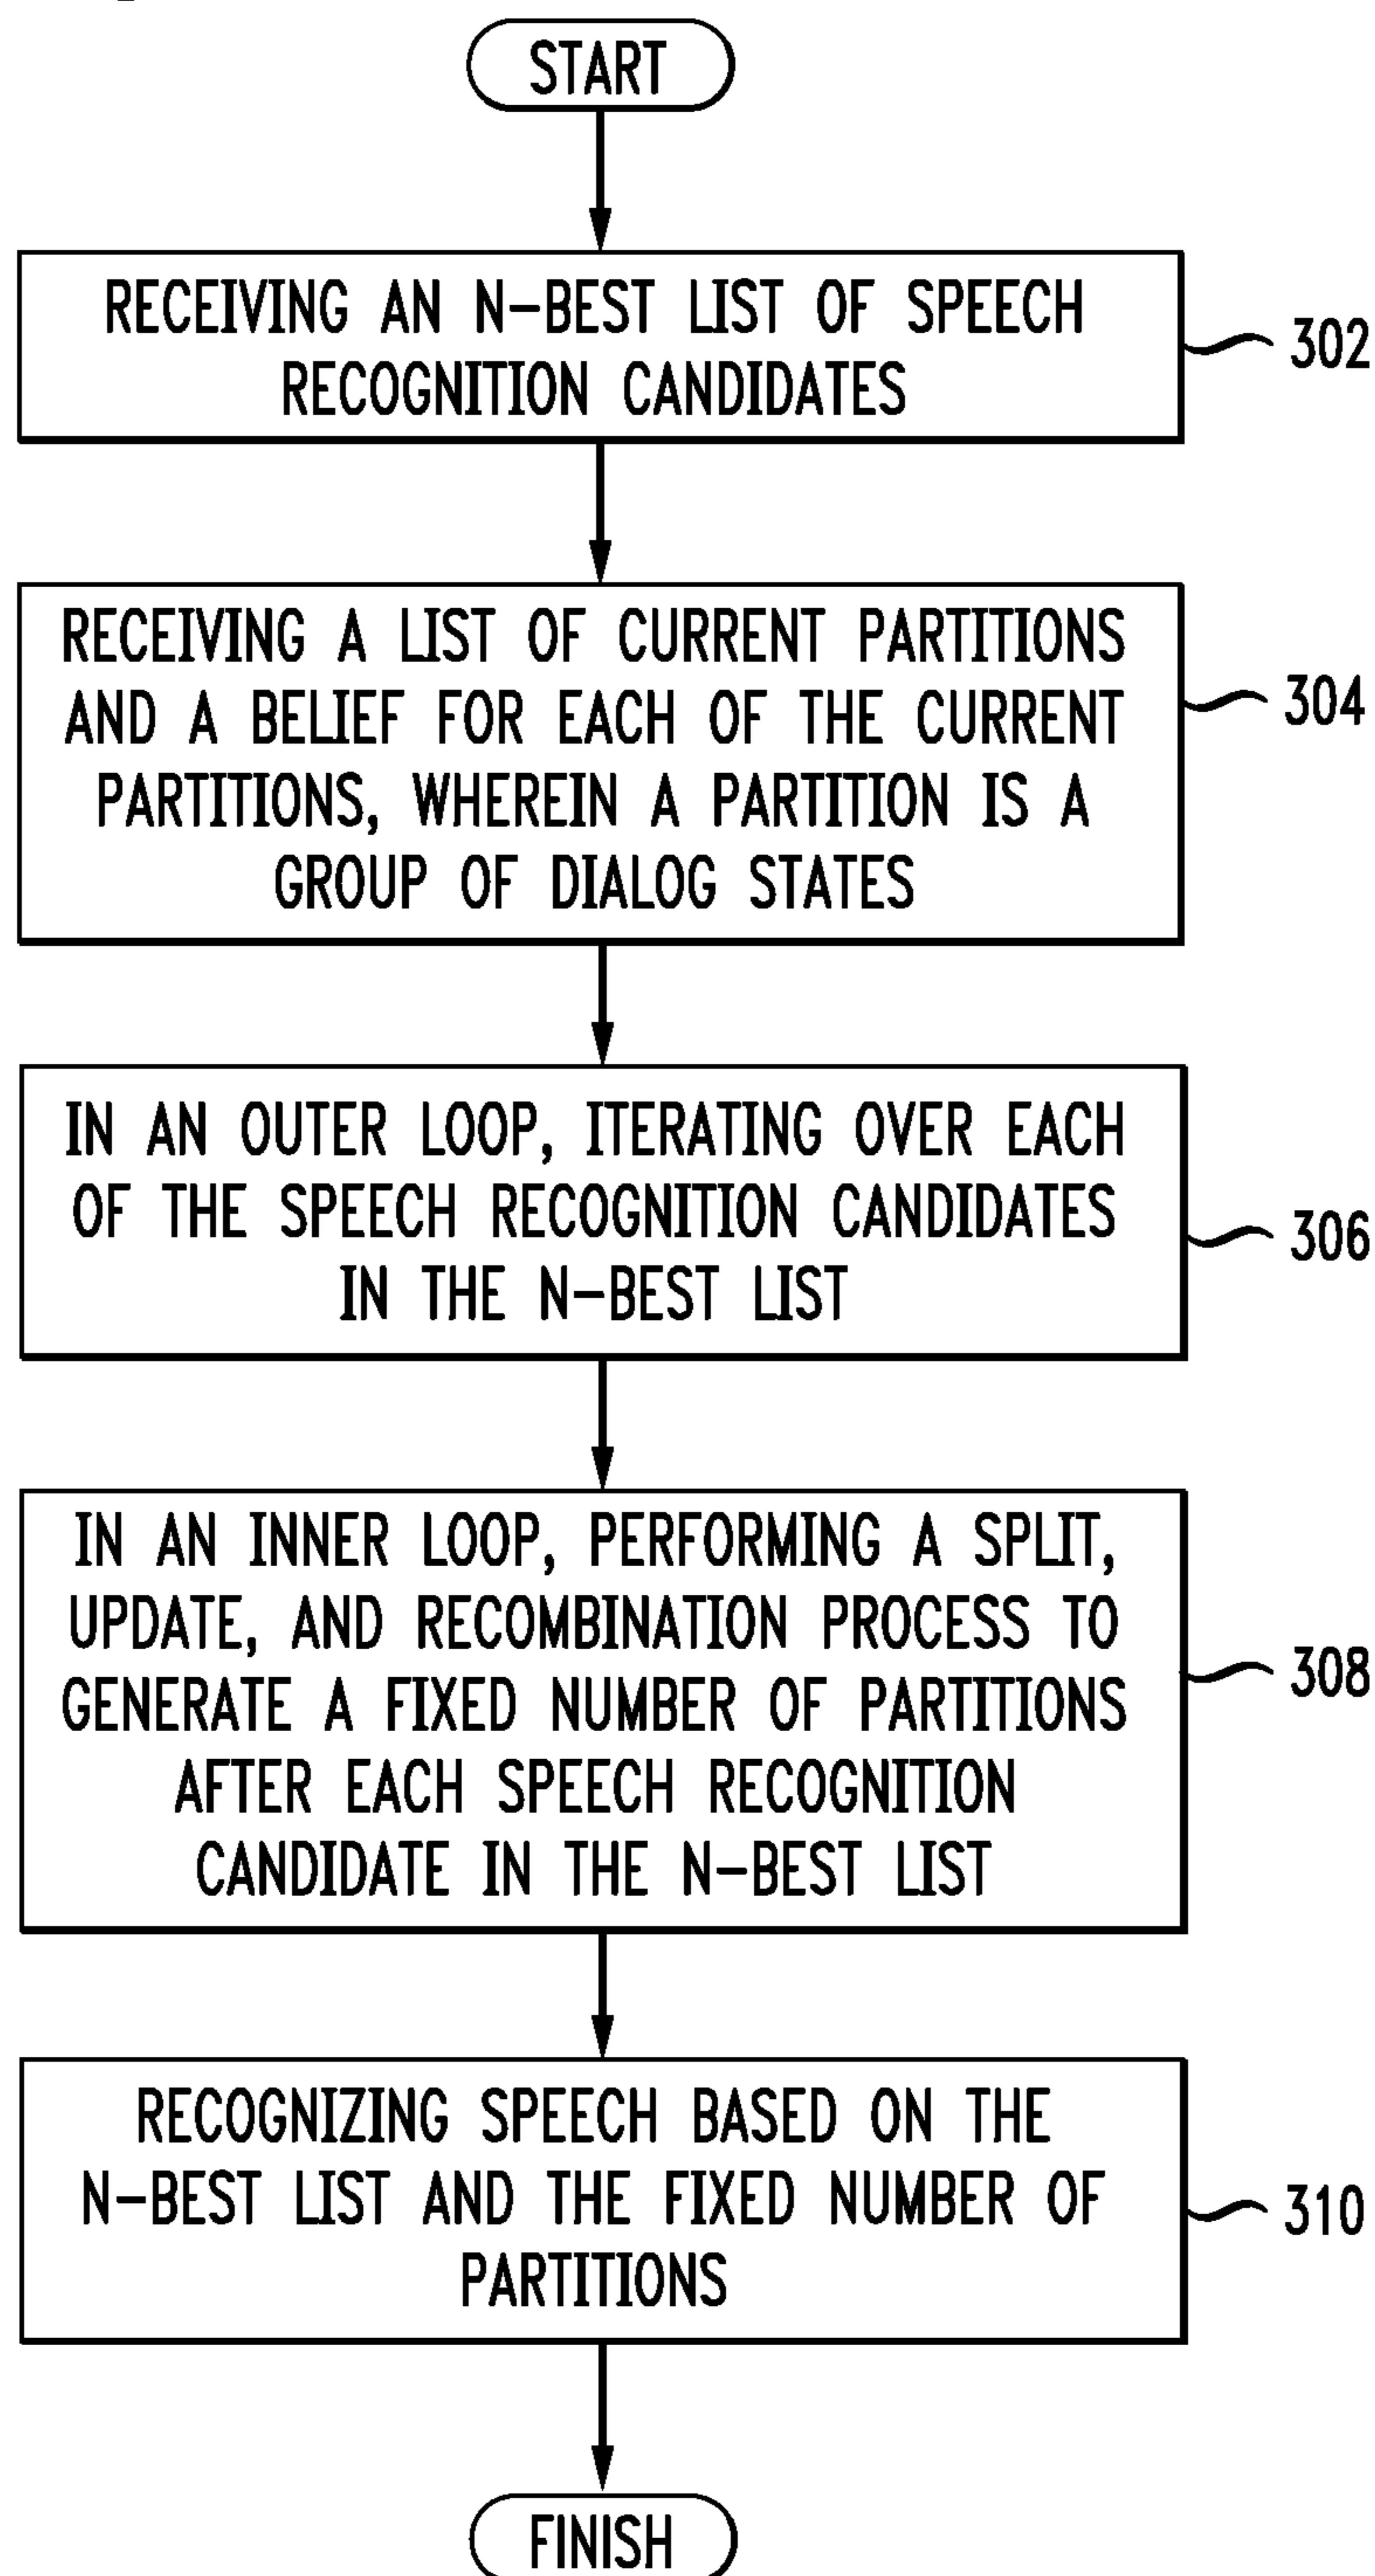 START
RECEIVING AN N-BEST LIST OF SPEECH
RECOGNITION CANDIDATES
302
RECEIVING A LIST OF CURRENT PARTITIONS
AND A BELIEF FOR EACH OF THE CURRENT
PARTITIONS, WHEREIN A PARTITION IS A
GROUP OF DIALOG STATES
304
IN AN OUTER LOOP, ITERATING OVER EACH
OF THE SPEECH RECOGNITION CANDIDATES
IN THE N-BEST LIST
306
IN AN INNER LOOP, PERFORMING A SPLIT,
UPDATE, AND RECOMBINATION PROCESS TO
GENERATE A FIXED NUMBER OF PARTITIONS
AFTER EACH SPEECH RECOGNITION
CANDIDATE IN THE N-BEST LIST
308
RECOGNIZING SPEECH BASED ON THE
N-BEST LIST AND THE FIXED NUMBER OF
PARTITIONS
310
FINISH